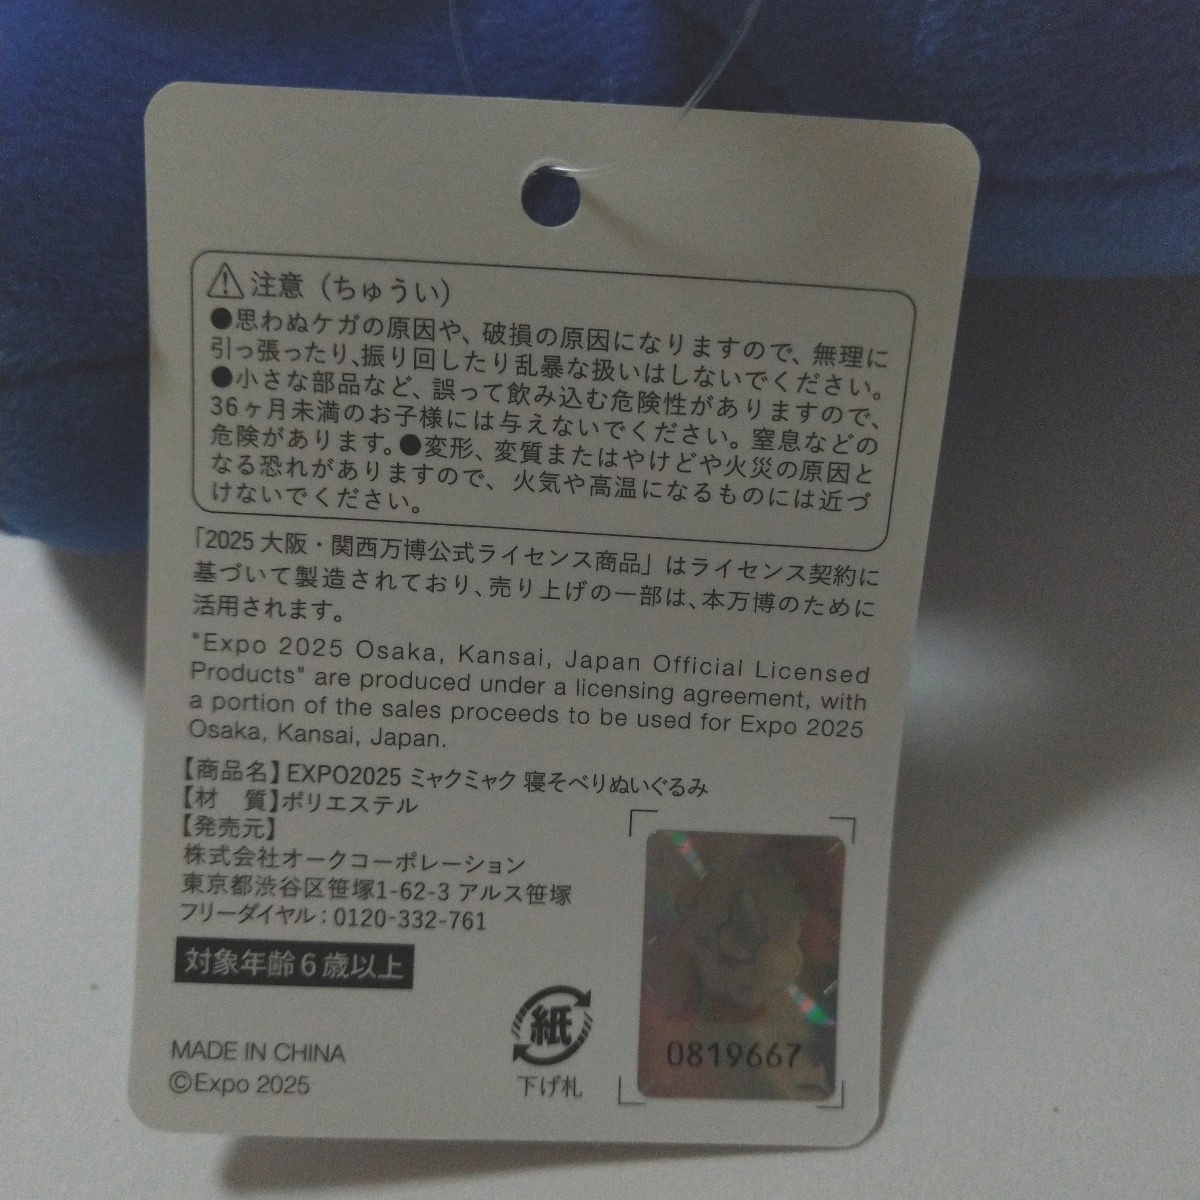 ⚠注意（ちゅうい）
●思わぬケガの原因や、破損の原因になりますので、無理に
引っ張ったり、振り回したり乱暴な扱いはしないでください。
●小さな部品など、誤って飲み込む危険性がありますので、
36ヶ月未満のお子様には与えないでください。窒息などの
危険があります。●変形、変質またはやけどや火災の原因と
なる恐れがありますので、火気や高温になるものには近づ
けないでください。
「2025 大阪・関西万博公式ライセンス商品」はライセンス契約に
基づいて製造されており、売り上げの一部は、本万博のために
活用されます。
"Expo 2025 Osaka, Kansai, Japan Official Licensed
Products" are produced under a licensing agreement, with
a portion of the sales proceeds to be used for Expo 2025
Osaka, Kansai, Japan.
【商品名】EXPO2025 ミャクミャク 寝そべりぬいぐるみ
【材　質】ポリエステル
【発売元】
株式会社オークコーポレーション
東京都渋谷区笹塚1-62-3 アルス笹塚
フリーダイヤル：0120-332-761
対象年齢6歳以上
MADE IN CHINA
©Expo 2025
紙
下げ札
0819667